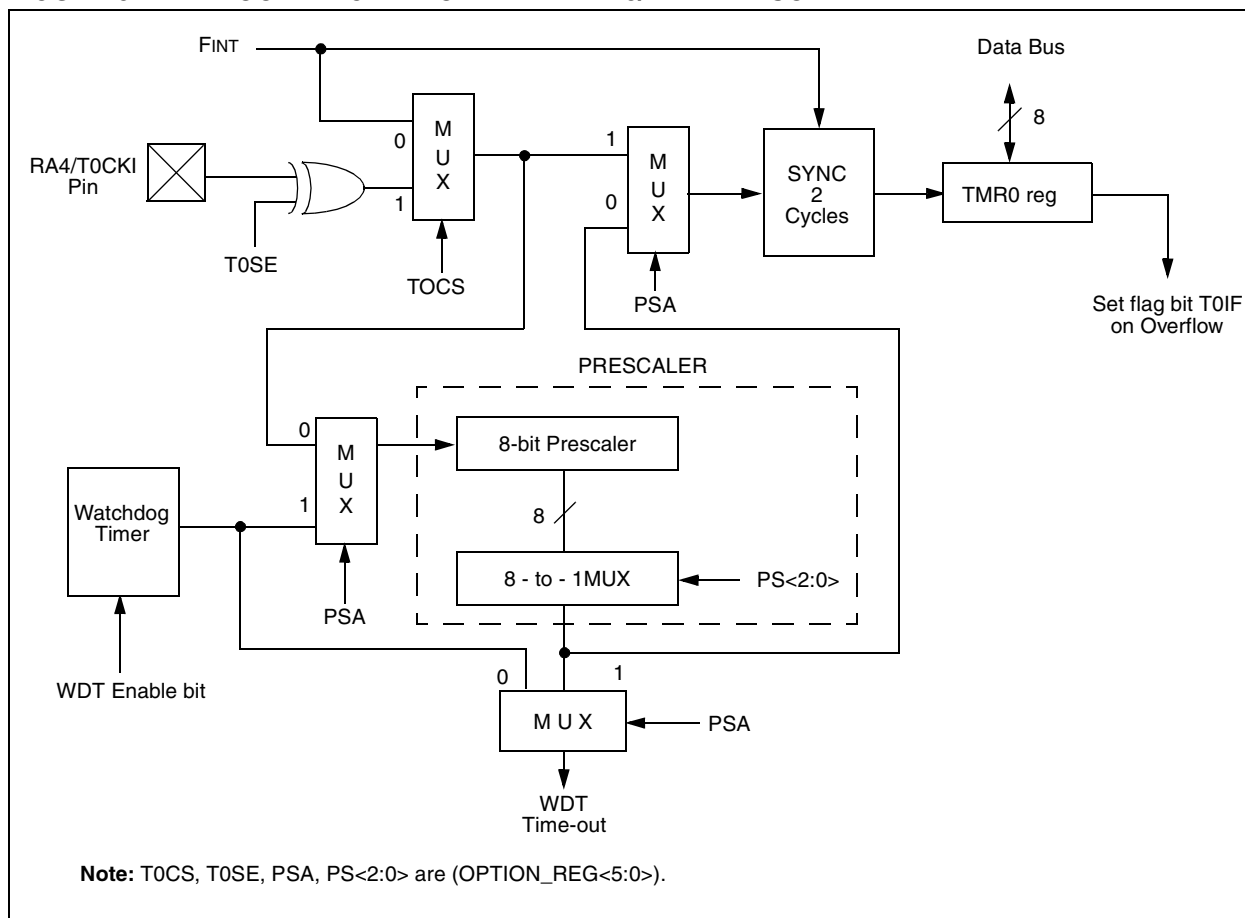 FINT
Data Bus
8
M
U
X
0
1
RA4/T0CKI
Pin
T0SE
TOCS
1
0
M
U
X
PSA
SYNC
2
Cycles
TMR0 reg
Set flag bit T0IF
on Overflow
PRESCALER
0
1
M
U
X
PSA
8-bit Prescaler
8
8 - to - 1MUX
PS<2:0>
Watchdog
Timer
WDT Enable bit
0
1
M U X
PSA
WDT
Time-out
Note: T0CS, T0SE, PSA, PS<2:0> are (OPTION_REG<5:0>).